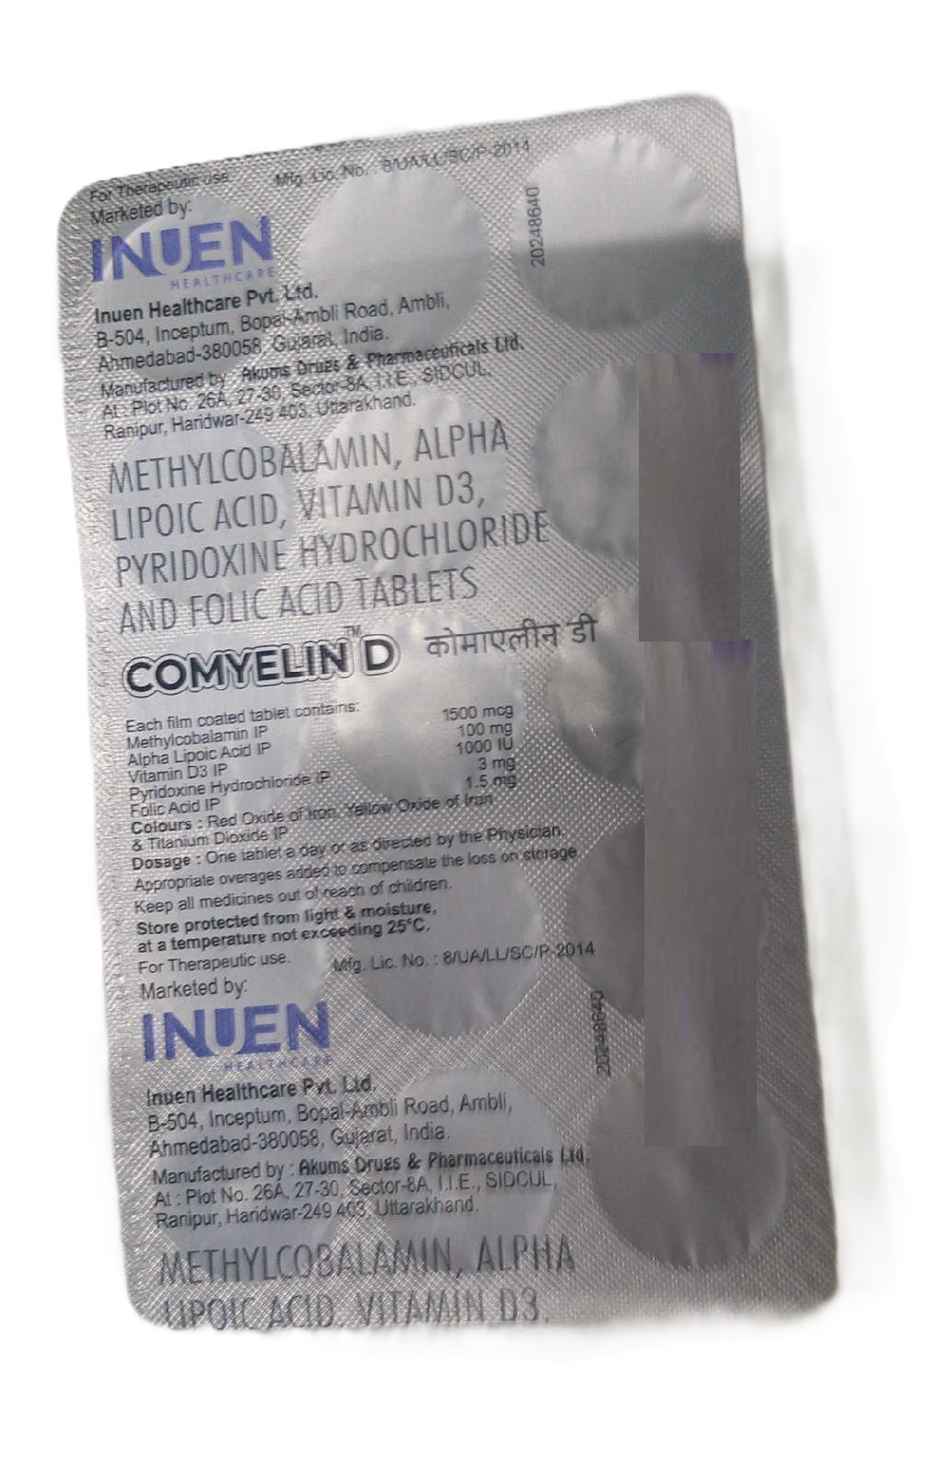 For Therapeutic use.
Mfg. Lic. No. : 8/UA/LL/SC/P-2014
Marketed by:
INUEN
HEALTHCARE
20248640
Inuen Healthcare Pvt. Ltd.
B-504, Inceptum, Bopal-Ambli Road, Ambli,
Ahmedabad-380058, Gujarat, India.
Manufactured by : Akums Drugs & Pharmaceuticals Ltd.
At : Plot No. 26A, 27-30, Sector-8A, I.I.E., SIDCUL,
Ranipur, Haridwar-249 403, Uttarakhand.
METHYLCOBALAMIN, ALPHA
LIPOIC ACID, VITAMIN D3,
PYRIDOXINE HYDROCHLORIDE
AND FOLIC ACID TABLETS
COMYELIN™ D कोमाएलीन डी
Each film coated tablet contains:
Methylcobalamin IP 1500 mcg
Alpha Lipoic Acid IP 100 mg
Vitamin D3 IP 1000 IU
Pyridoxine Hydrochloride IP 3 mg
Folic Acid IP 1.5 mg
Colours : Red Oxide of Iron, Yellow Oxide of Iron
& Titanium Dioxide IP
Dosage : One tablet a day or as directed by the Physician.
Appropriate overages added to compensate the loss on storage.
Keep all medicines out of reach of children.
Store protected from light & moisture,
at a temperature not exceeding 25°C.
For Therapeutic use.
Mfg. Lic. No. : 8/UA/LL/SC/P-2014
Marketed by:
INUEN
HEALTHCARE
20248640
Inuen Healthcare Pvt. Ltd.
B-504, Inceptum, Bopal-Ambli Road, Ambli,
Ahmedabad-380058, Gujarat, India.
Manufactured by : Akums Drugs & Pharmaceuticals Ltd.
At : Plot No. 26A, 27-30, Sector-8A, I.I.E., SIDCUL,
Ranipur, Haridwar-249 403, Uttarakhand.
METHYLCOBALAMIN, ALPHA
LIPOIC ACID, VITAMIN D3,